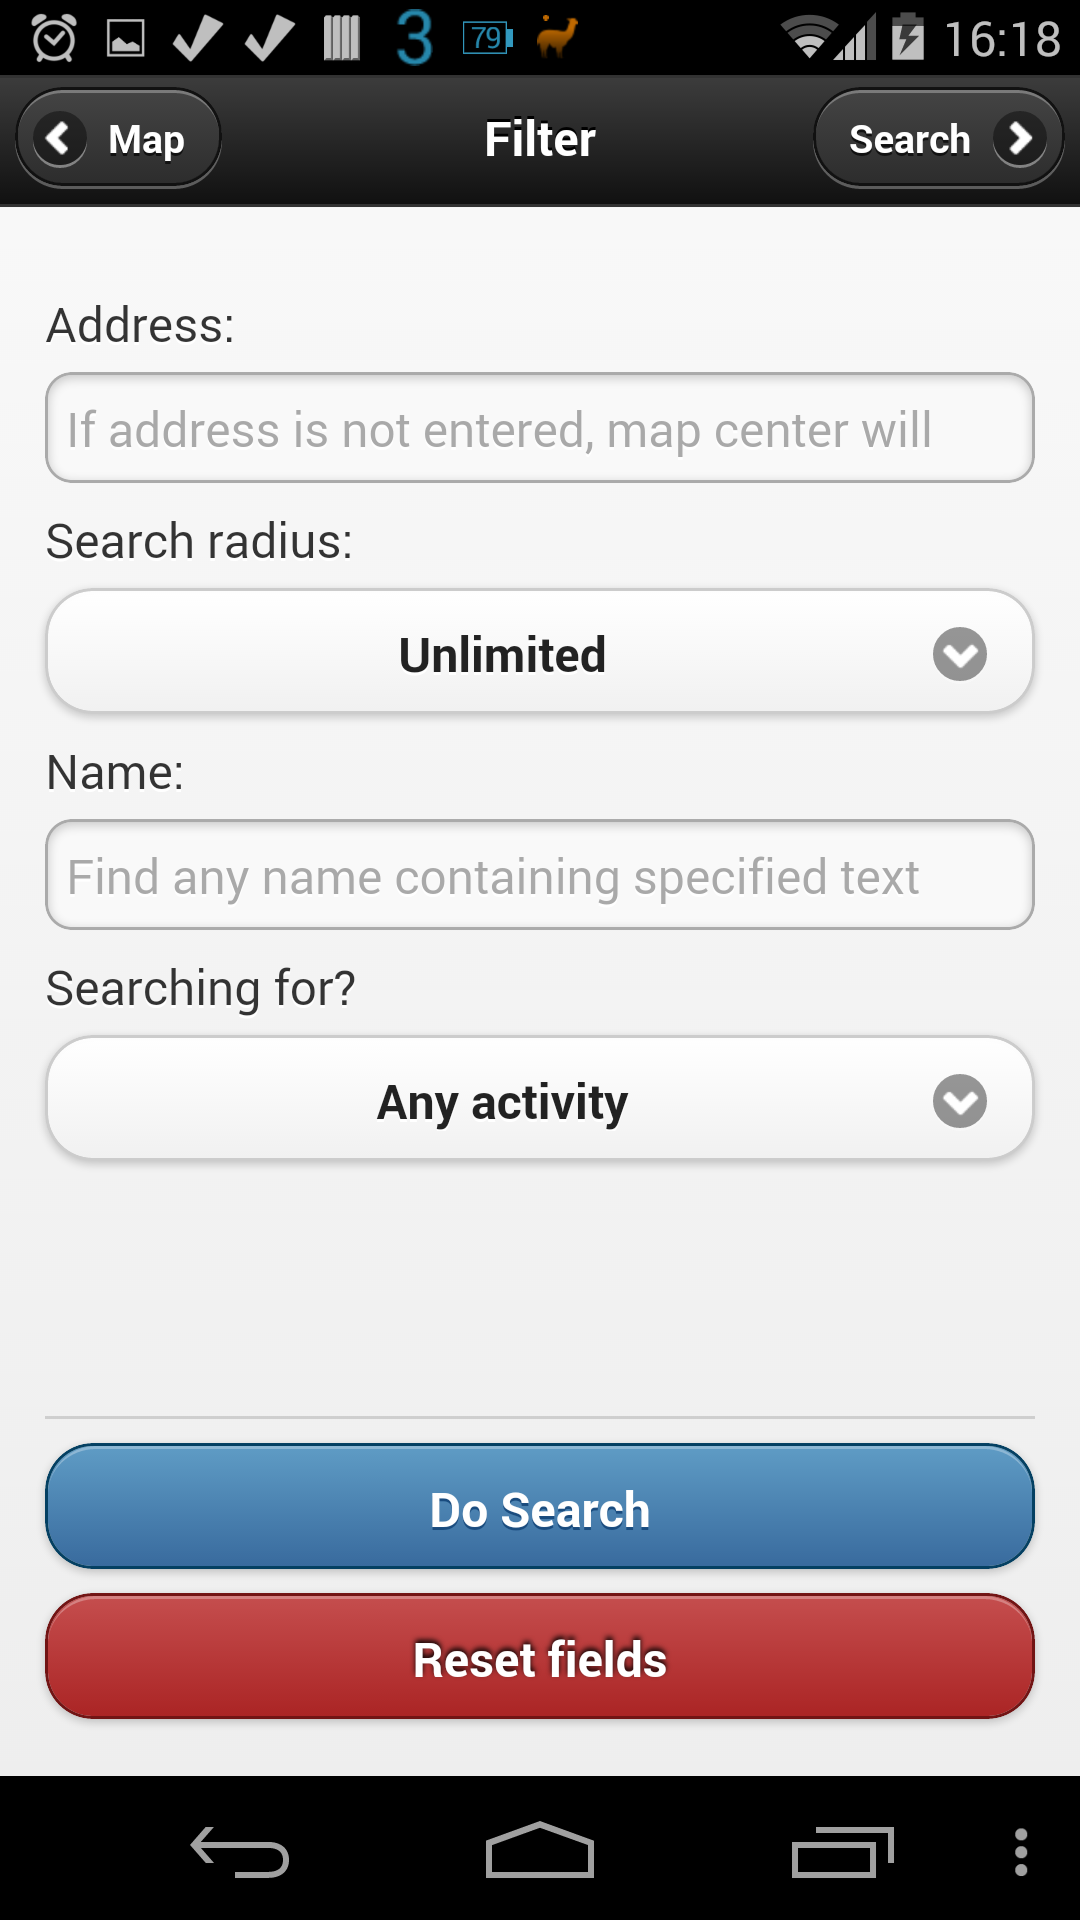 3 79 16:18
Map Filter Search
Address:
If address is not entered, map center will
Search radius:
Unlimited
Name:
Find any name containing specified text
Searching for?
Any activity
Do Search
Reset fields